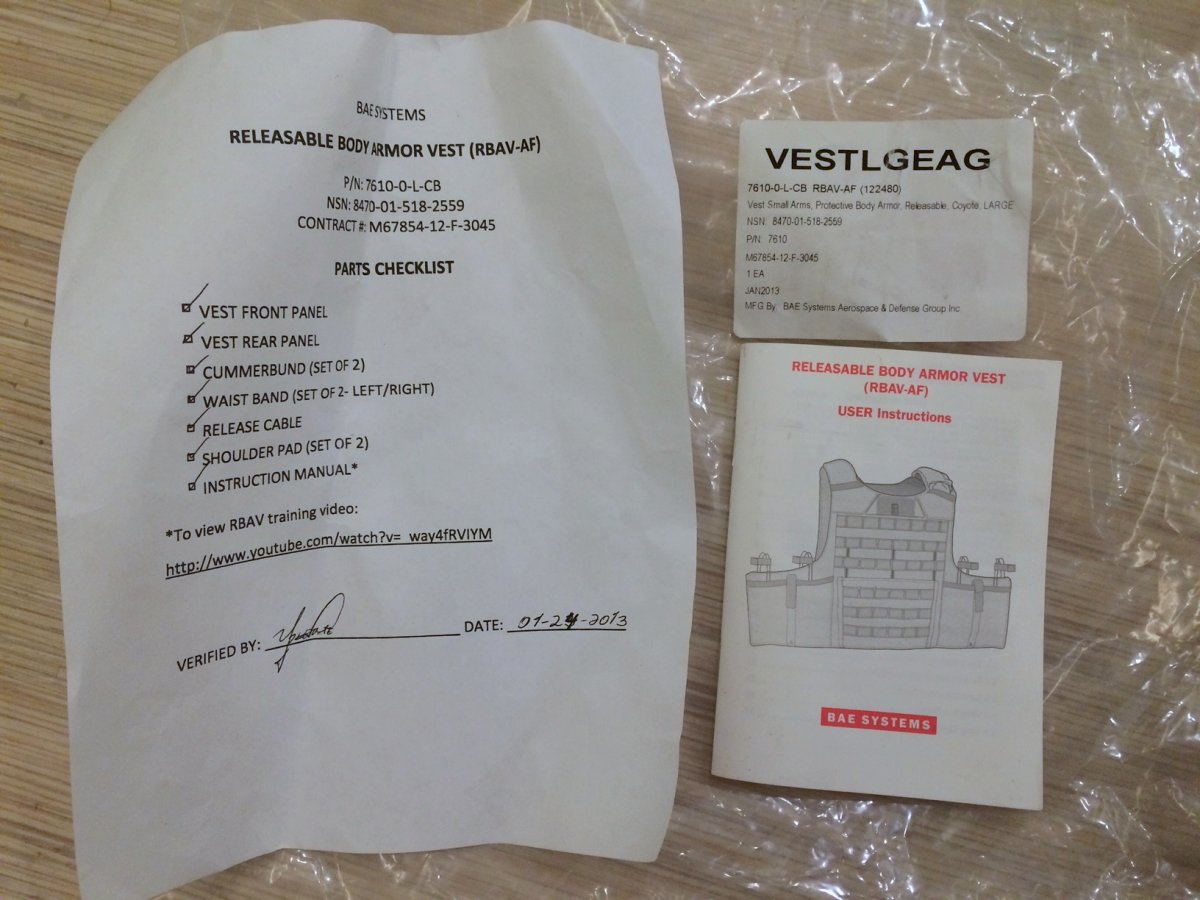 BAE SYSTEMS
RELEASABLE BODY ARMOR VEST (RBAV-AF)
P/N: 7610-0-L-CB
NSN: 8470-01-518-2559
CONTRACT #: M67854-12-F-3045
PARTS CHECKLIST
VEST FRONT PANEL
VEST REAR PANEL
CUMMERBUND (SET OF 2)
WAIST BAND (SET OF 2- LEFT/RIGHT)
RELEASE CABLE
SHOULDER PAD (SET OF 2)
INSTRUCTION MANUAL*
*To view RBAV training video:
http://www.youtube.com/watch?v=_way4fRVIYM
VERIFIED BY: DATE: 01-24-2013
VESTLGEAG
7610-0-L-CB RBAV-AF (122480)
Vest Small Arms, Protective Body Armor, Releasable, Coyote, LARGE
NSN: 8470-01-518-2559
P/N: 7610
M67854-12-F-3045
1 EA
JAN2013
MFG By: BAE Systems Aerospace & Defense Group Inc.
RELEASABLE BODY ARMOR VEST
(RBAV-AF)
USER Instructions
BAE SYSTEMS